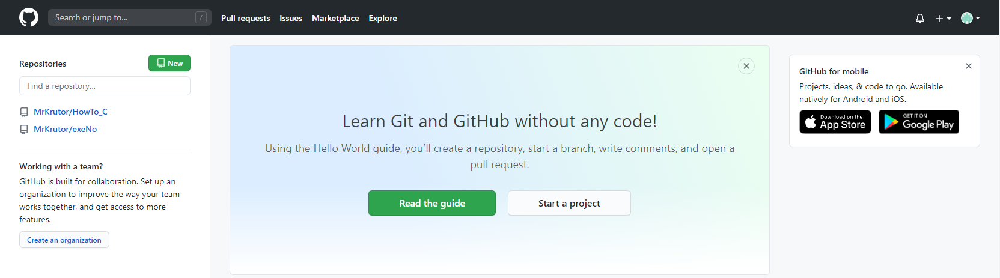 Search or jump to... /
Pull requests
Issues
Marketplace
Explore
Repositories
New
Find a repository...
MrKrutor/HowTo_C
MrKrutor/exeNo
Working with a team?
GitHub is built for collaboration. Set up an
organization to improve the way your team
works together, and get access to more
features.
Create an organization
Learn Git and GitHub without any code!
Using the Hello World guide, you’ll create a repository, start a branch, write comments, and open a
pull request.
Read the guide
Start a project
GitHub for mobile
Projects, ideas, & code to go. Available
natively for Android and iOS.
Download on the
App Store
GET IT ON
Google Play